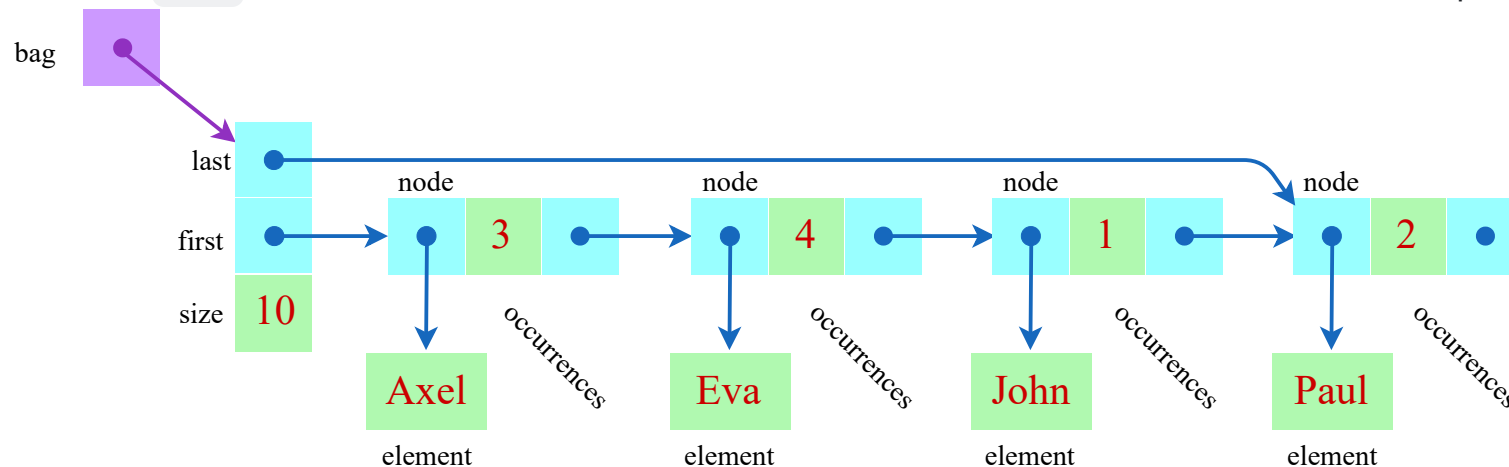 bag
last
node node node node
first 3 4 1 2
size 10
occurrences occurrences occurrences occurrences
Axel Eva John Paul
element element element element